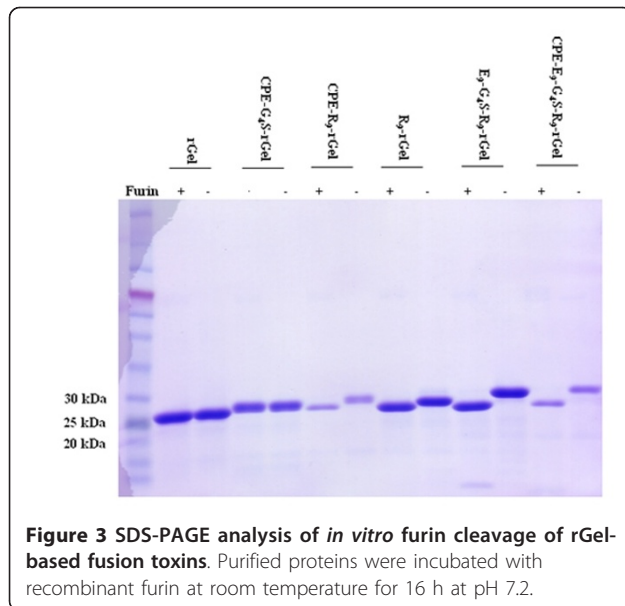 rGel
CPE-G₄S-rGel
CPE-R₉-rGel
R₉-rGel
E₉-G₄S-R₉-rGel
CPE-E₉-G₄S-R₉-rGel
Furin + - - - + - + - + - + -
30 kDa
25 kDa
20 kDa
Figure 3 SDS-PAGE analysis of in vitro furin cleavage of rGel-
based fusion toxins. Purified proteins were incubated with
recombinant furin at room temperature for 16 h at pH 7.2.